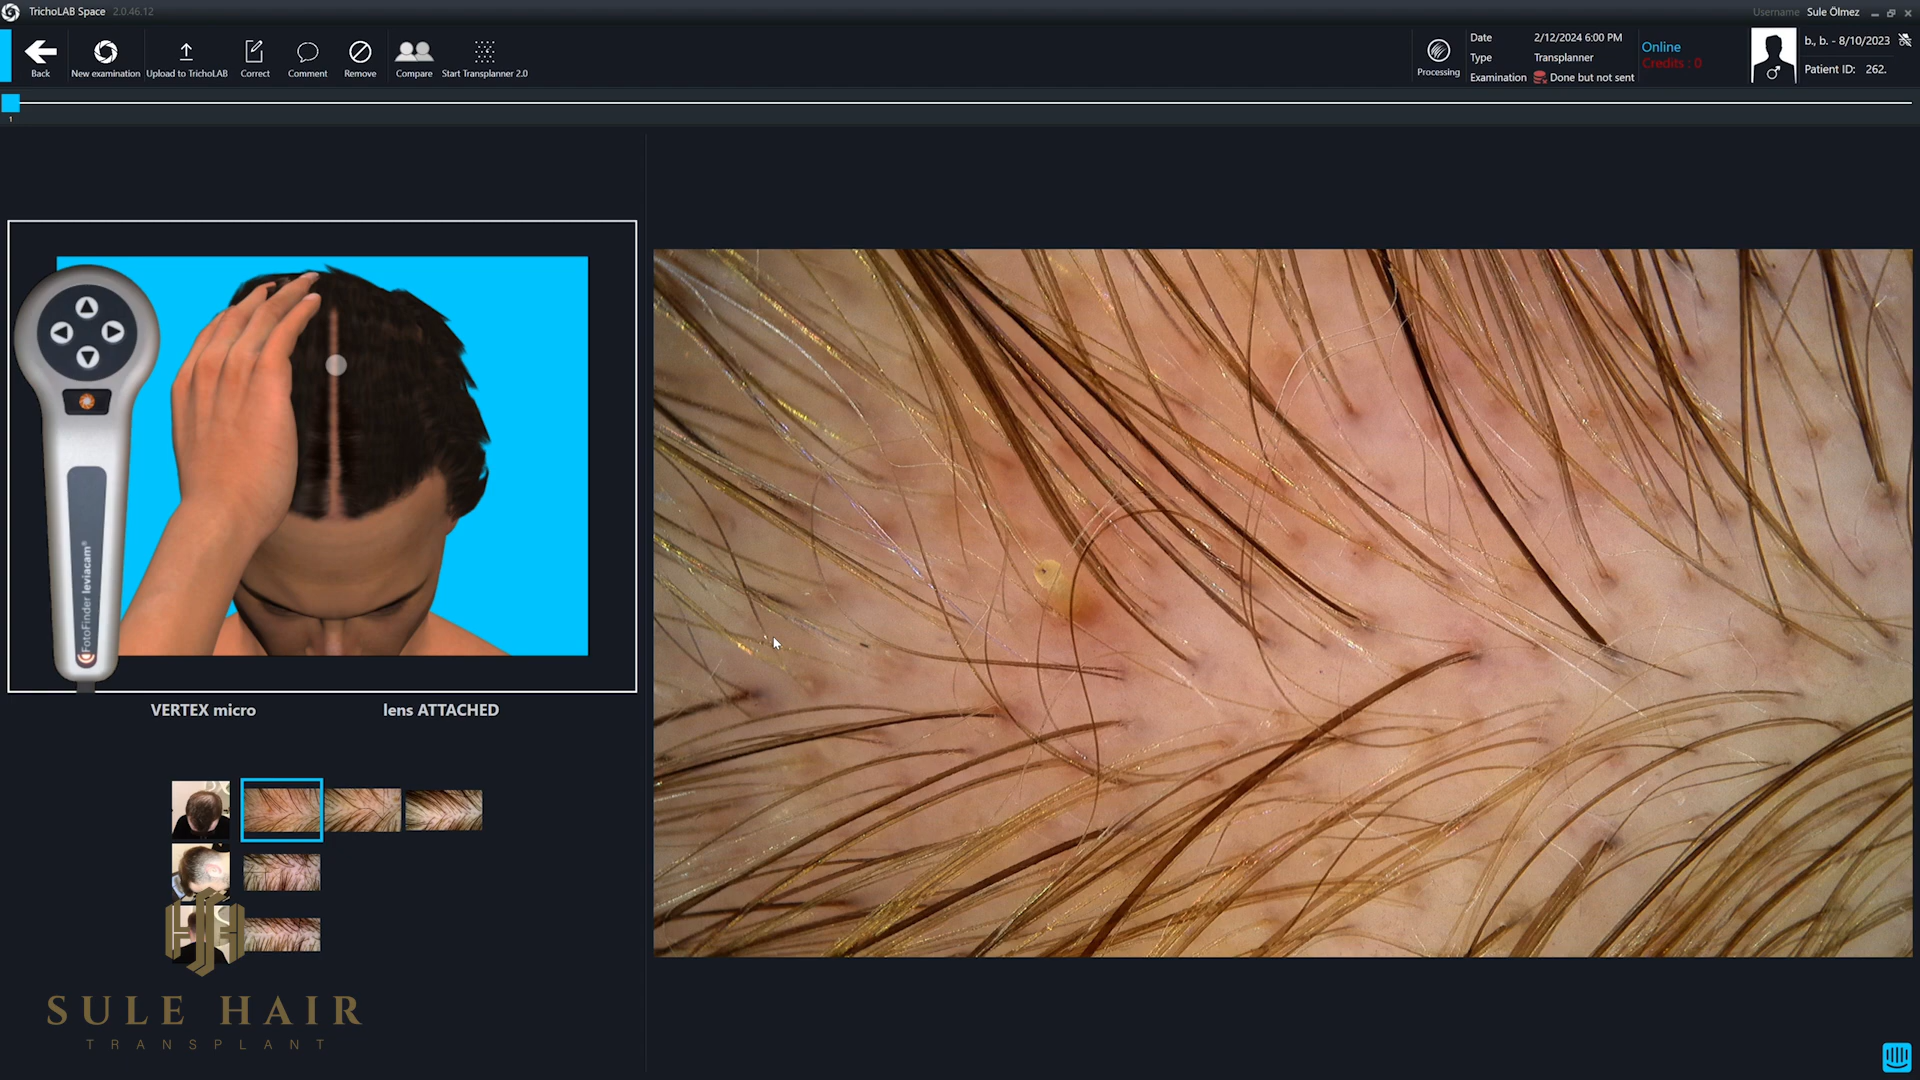 TrichoLAB Space 2.0.46.12
Username Sule Ölmez
Back
New examination
Upload to TrichoLAB
Correct
Comment
Remove
Compare
Start Transplanner 2.0
Processing
Date 2/12/2024 6:00 PM
Type Transplanner
Examination Done but not sent
Online
Credits : 0
b., b. - 8/10/2023
Patient ID: 262.
1
FotoFinder leviacam®
VERTEX micro
lens ATTACHED
SULE HAIR
TRANSPLANT